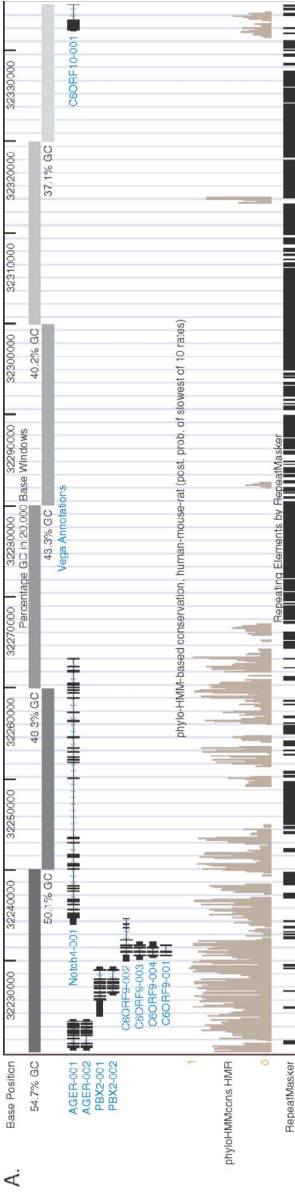 A.
Base Position
32230000 32240000 32250000 32260000 32270000 32280000 32290000 32300000 32310000 32320000 32330000
Percentage GC in 20,000 Base Windows
54.7% GC 50.1% GC 46.3% GC 43.3% GC 40.2% GC 37.1% GC
Vega Annotations
AGER-001 Notch4-001 C6ORF10-001
AGER-002
PBX2-001
PBX2-002
C6ORF9-002
C6ORF9-003
C6ORF9-004
C6ORF9-001
phylo-HMM-based conservation, human-mouse-rat (post. prob. of slowest of 10 rates)
1
phyloHMMcons HMR
0
Repeating Elements by RepeatMasker
RepeatMasker